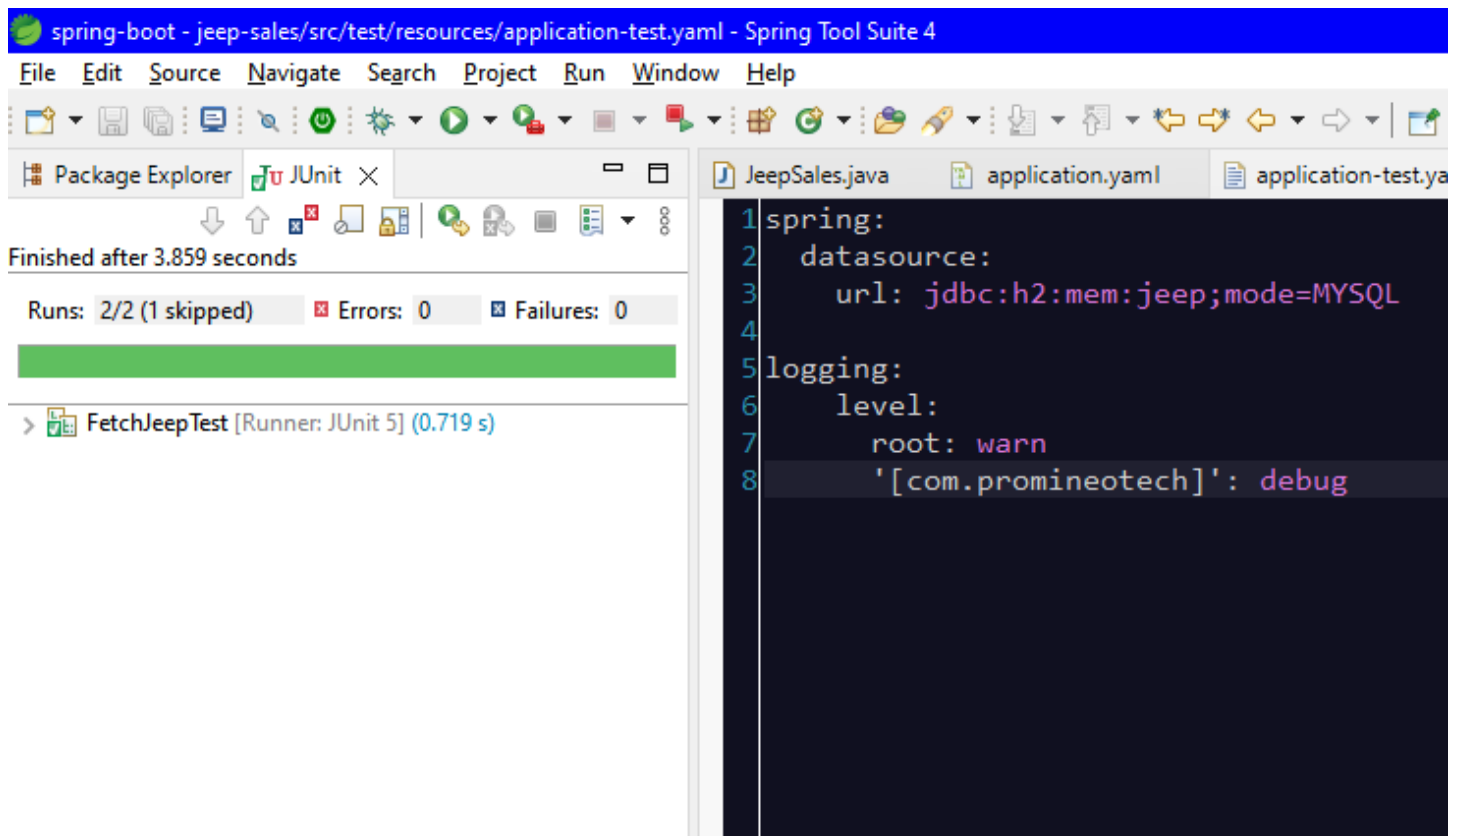 spring-boot - jeep-sales/src/test/resources/application-test.yaml - Spring Tool Suite 4
File Edit Source Navigate Search Project Run Window Help
Package Explorer JUnit
Finished after 3.859 seconds
Runs: 2/2 (1 skipped) Errors: 0 Failures: 0
FetchJeepTest [Runner: JUnit 5] (0.719 s)
JeepSales.java application.yaml application-test.ya
1 spring:
2   datasource:
3     url: jdbc:h2:mem:jeep;mode=MYSQL
4
5 logging:
6     level:
7       root: warn
8       '[com.promineotech]': debug